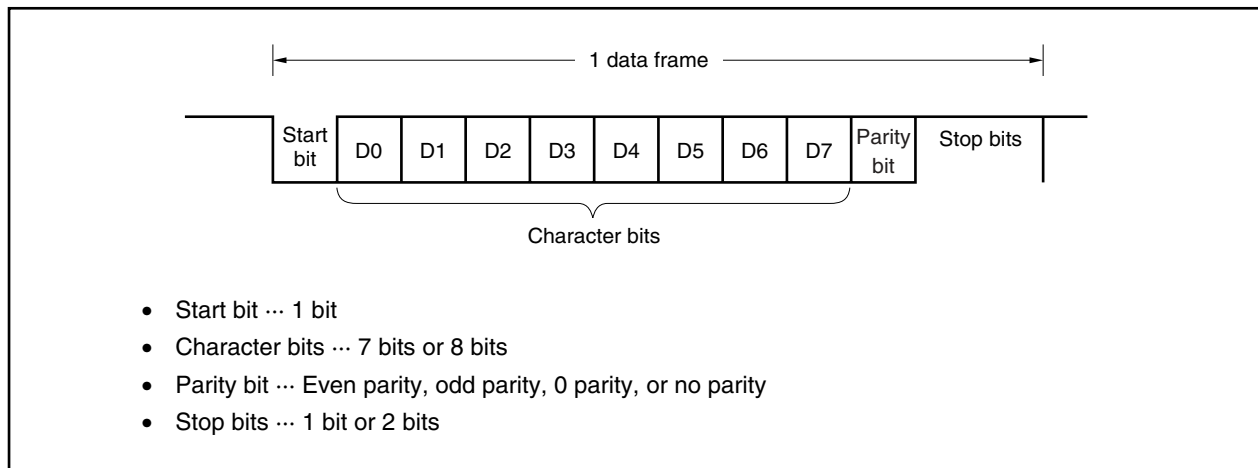 1 data frame
Start bit
D0 D1 D2 D3 D4 D5 D6 D7
Parity bit
Stop bits
Character bits
• Start bit ··· 1 bit
• Character bits ··· 7 bits or 8 bits
• Parity bit ··· Even parity, odd parity, 0 parity, or no parity
• Stop bits ··· 1 bit or 2 bits